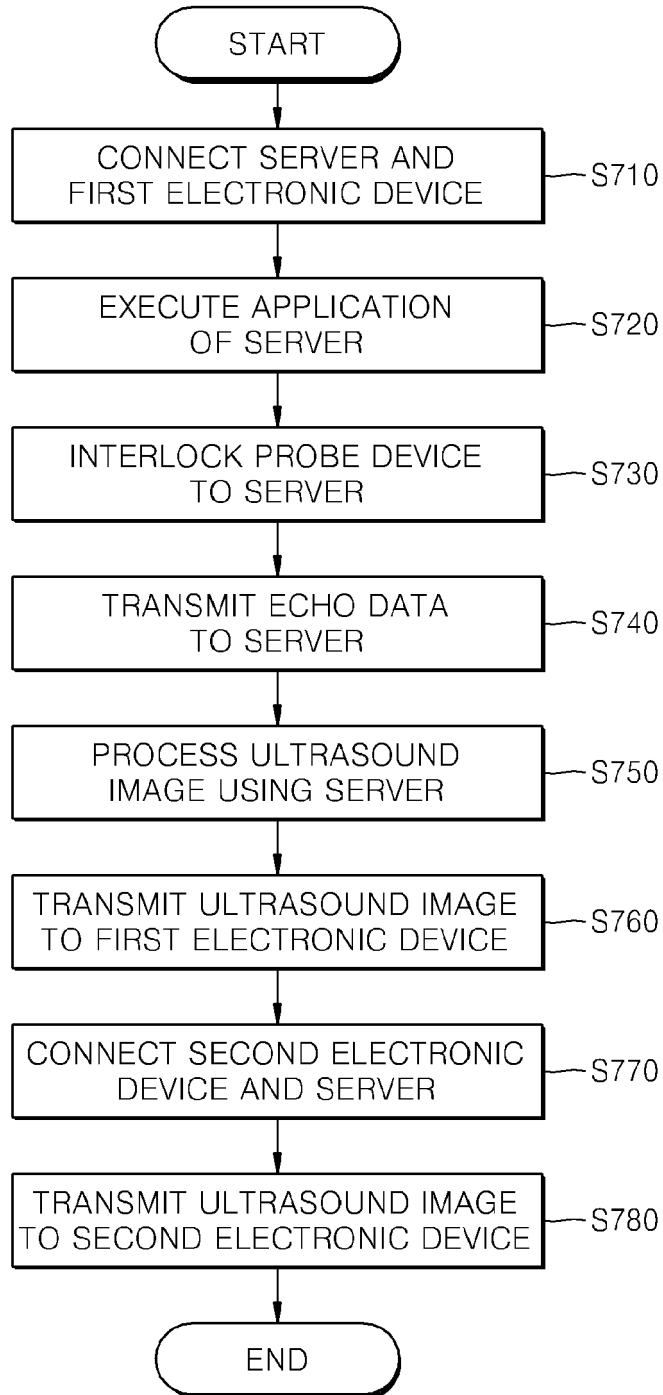 START
CONNECT SERVER AND
FIRST ELECTRONIC DEVICE
S710
EXECUTE APPLICATION
OF SERVER
S720
INTERLOCK PROBE DEVICE
TO SERVER
S730
TRANSMIT ECHO DATA
TO SERVER
S740
PROCESS ULTRASOUND
IMAGE USING SERVER
S750
TRANSMIT ULTRASOUND IMAGE
TO FIRST ELECTRONIC DEVICE
S760
CONNECT SECOND ELECTRONIC
DEVICE AND SERVER
S770
TRANSMIT ULTRASOUND IMAGE
TO SECOND ELECTRONIC DEVICE
S780
END